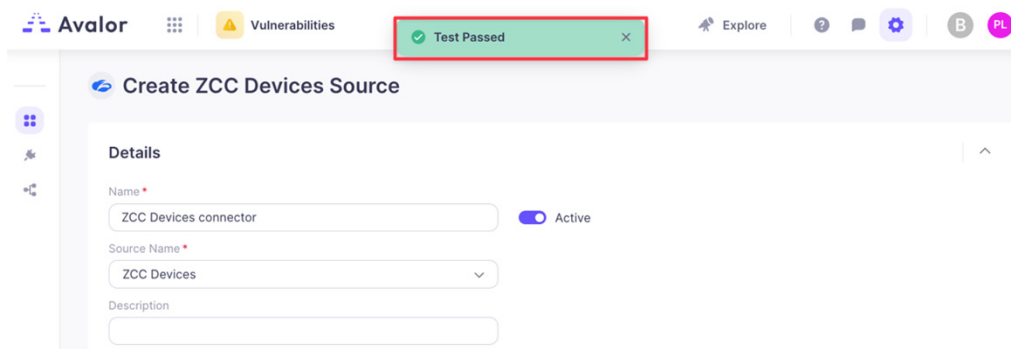 Avalor
Vulnerabilities
Test Passed
Explore
B
PL
Create ZCC Devices Source
Details
Name *
ZCC Devices connector
Active
Source Name *
ZCC Devices
Description